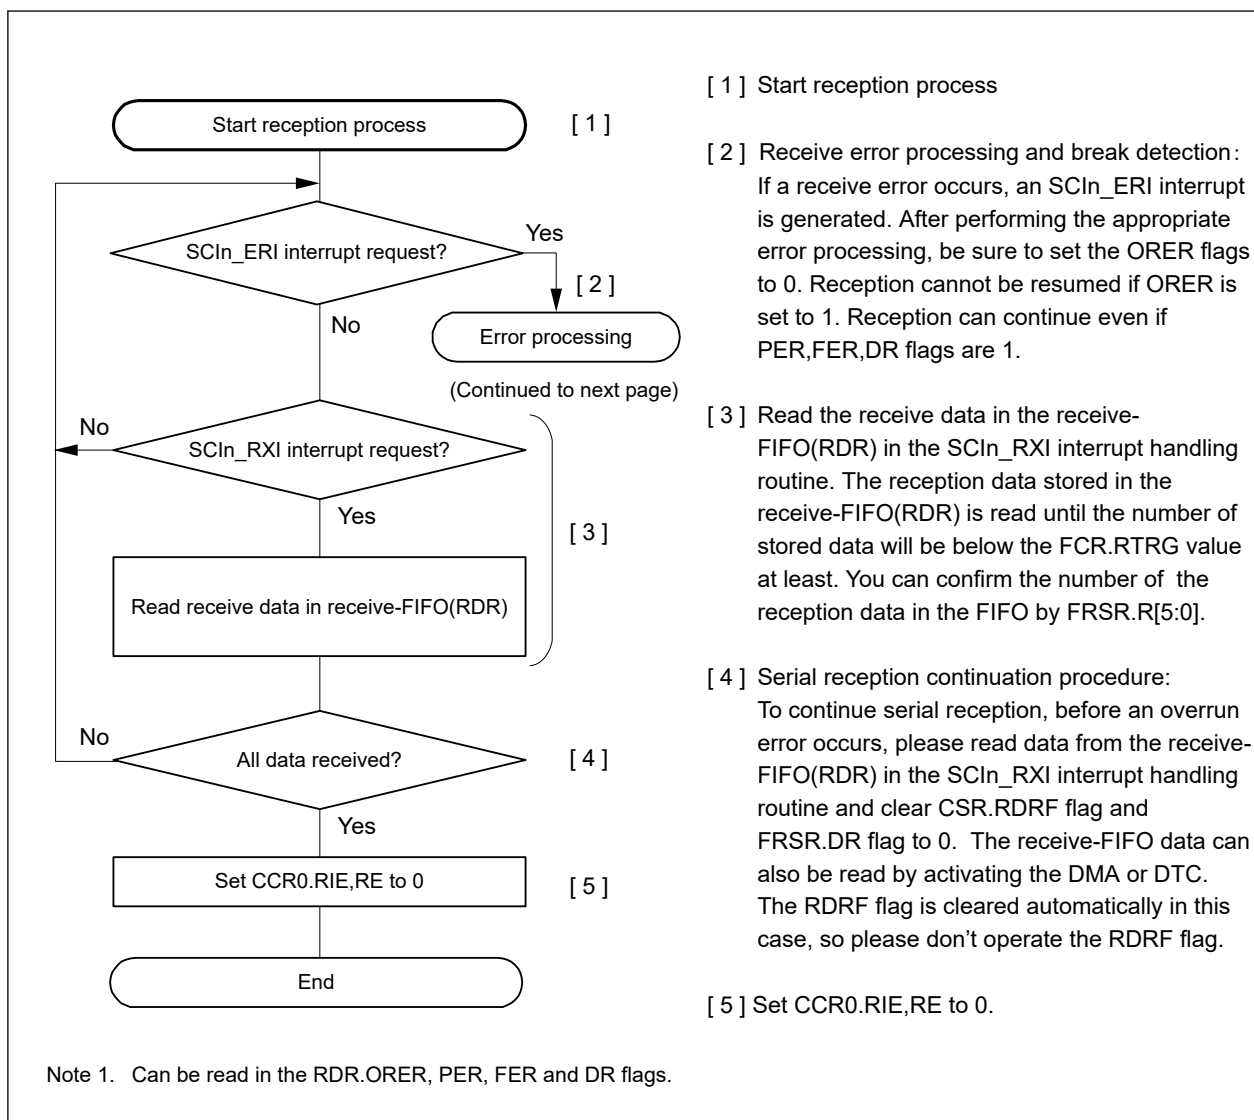 Start reception process
[ 1 ]
SCIn_ERI interrupt request?
Yes
[ 2 ]
No
Error processing
(Continued to next page)
No
SCIn_RXI interrupt request?
Yes
[ 3 ]
Read receive data in receive-FIFO(RDR)
No
All data received?
[ 4 ]
Yes
Set CCR0.RIE,RE to 0
[ 5 ]
End
[ 1 ] Start reception process
[ 2 ] Receive error processing and break detection:
If a receive error occurs, an SCIn_ERI interrupt
is generated. After performing the appropriate
error processing, be sure to set the ORER flags
to 0. Reception cannot be resumed if ORER is
set to 1. Reception can continue even if
PER,FER,DR flags are 1.
[ 3 ] Read the receive data in the receive-
FIFO(RDR) in the SCIn_RXI interrupt handling
routine. The reception data stored in the
receive-FIFO(RDR) is read until the number of
stored data will be below the FCR.RTRG value
at least. You can confirm the number of the
reception data in the FIFO by FRSR.R[5:0].
[ 4 ] Serial reception continuation procedure:
To continue serial reception, before an overrun
error occurs, please read data from the receive-
FIFO(RDR) in the SCIn_RXI interrupt handling
routine and clear CSR.RDRF flag and
FRSR.DR flag to 0. The receive-FIFO data can
also be read by activating the DMA or DTC.
The RDRF flag is cleared automatically in this
case, so please don't operate the RDRF flag.
[ 5 ] Set CCR0.RIE,RE to 0.
Note 1. Can be read in the RDR.ORER, PER, FER and DR flags.